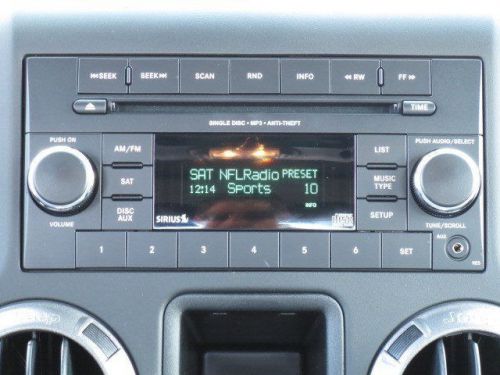 SEEK SEEK SCAN RND INFO RW FF
TIME
SINGLE DISC • MP3 • ANTI-THEFT
PUSH ON
PUSH AUDIO/SELECT
AM/FM
SAT
DISC AUX
SAT NFLRadio PRESET
12:14 Sports 10
INFO
SIRIUS
LIST
MUSIC TYPE
SETUP
VOLUME
TUNE/SCROLL
1 2 3 4 5 6 SET
AUX
RES